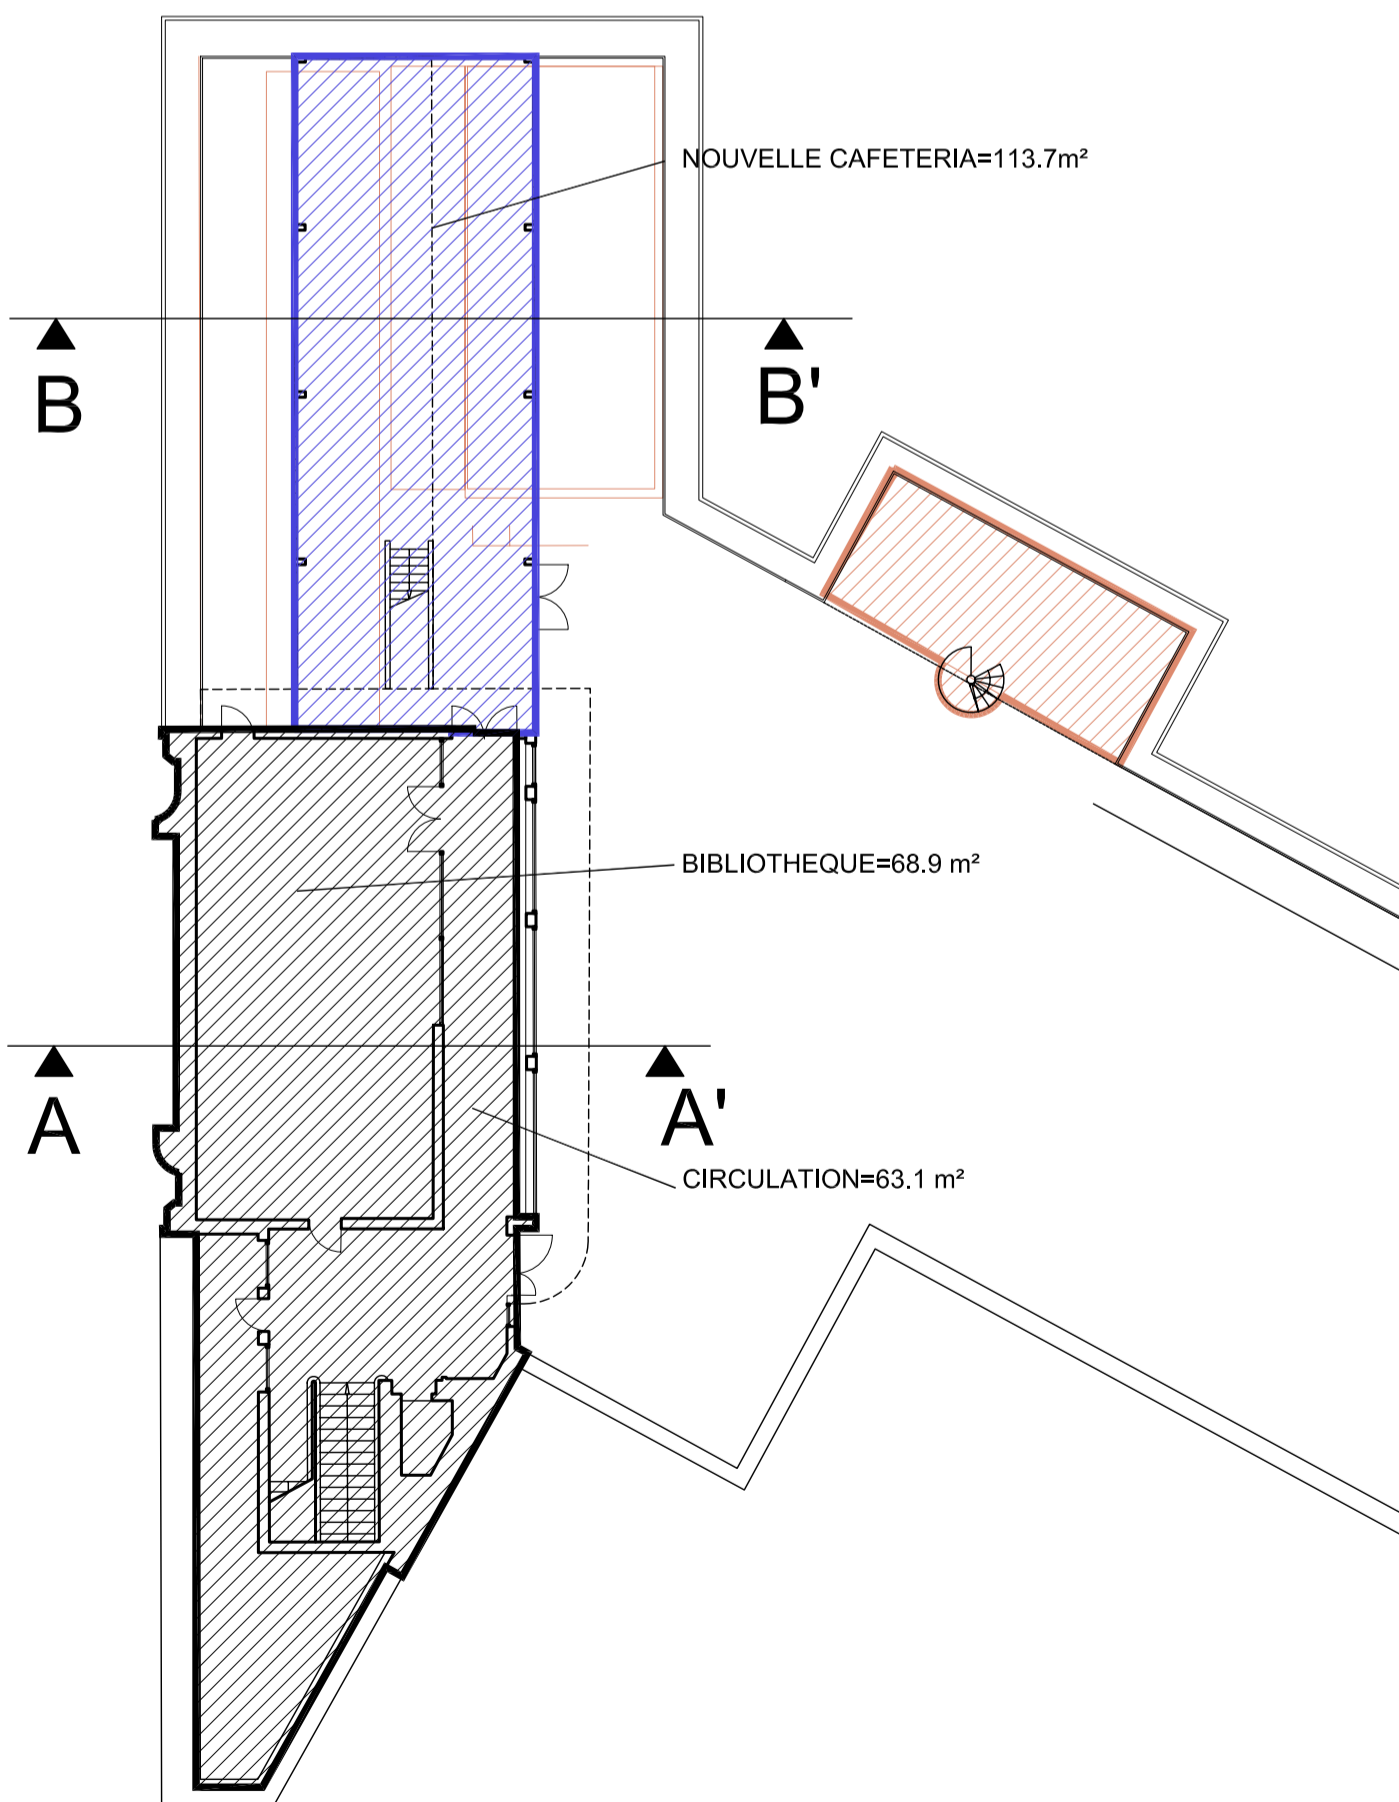 NOUVELLE CAFETERIA=113.7m²
B
B'
BIBLIOTHEQUE=68.9 m²
A
A'
CIRCULATION=63.1 m²